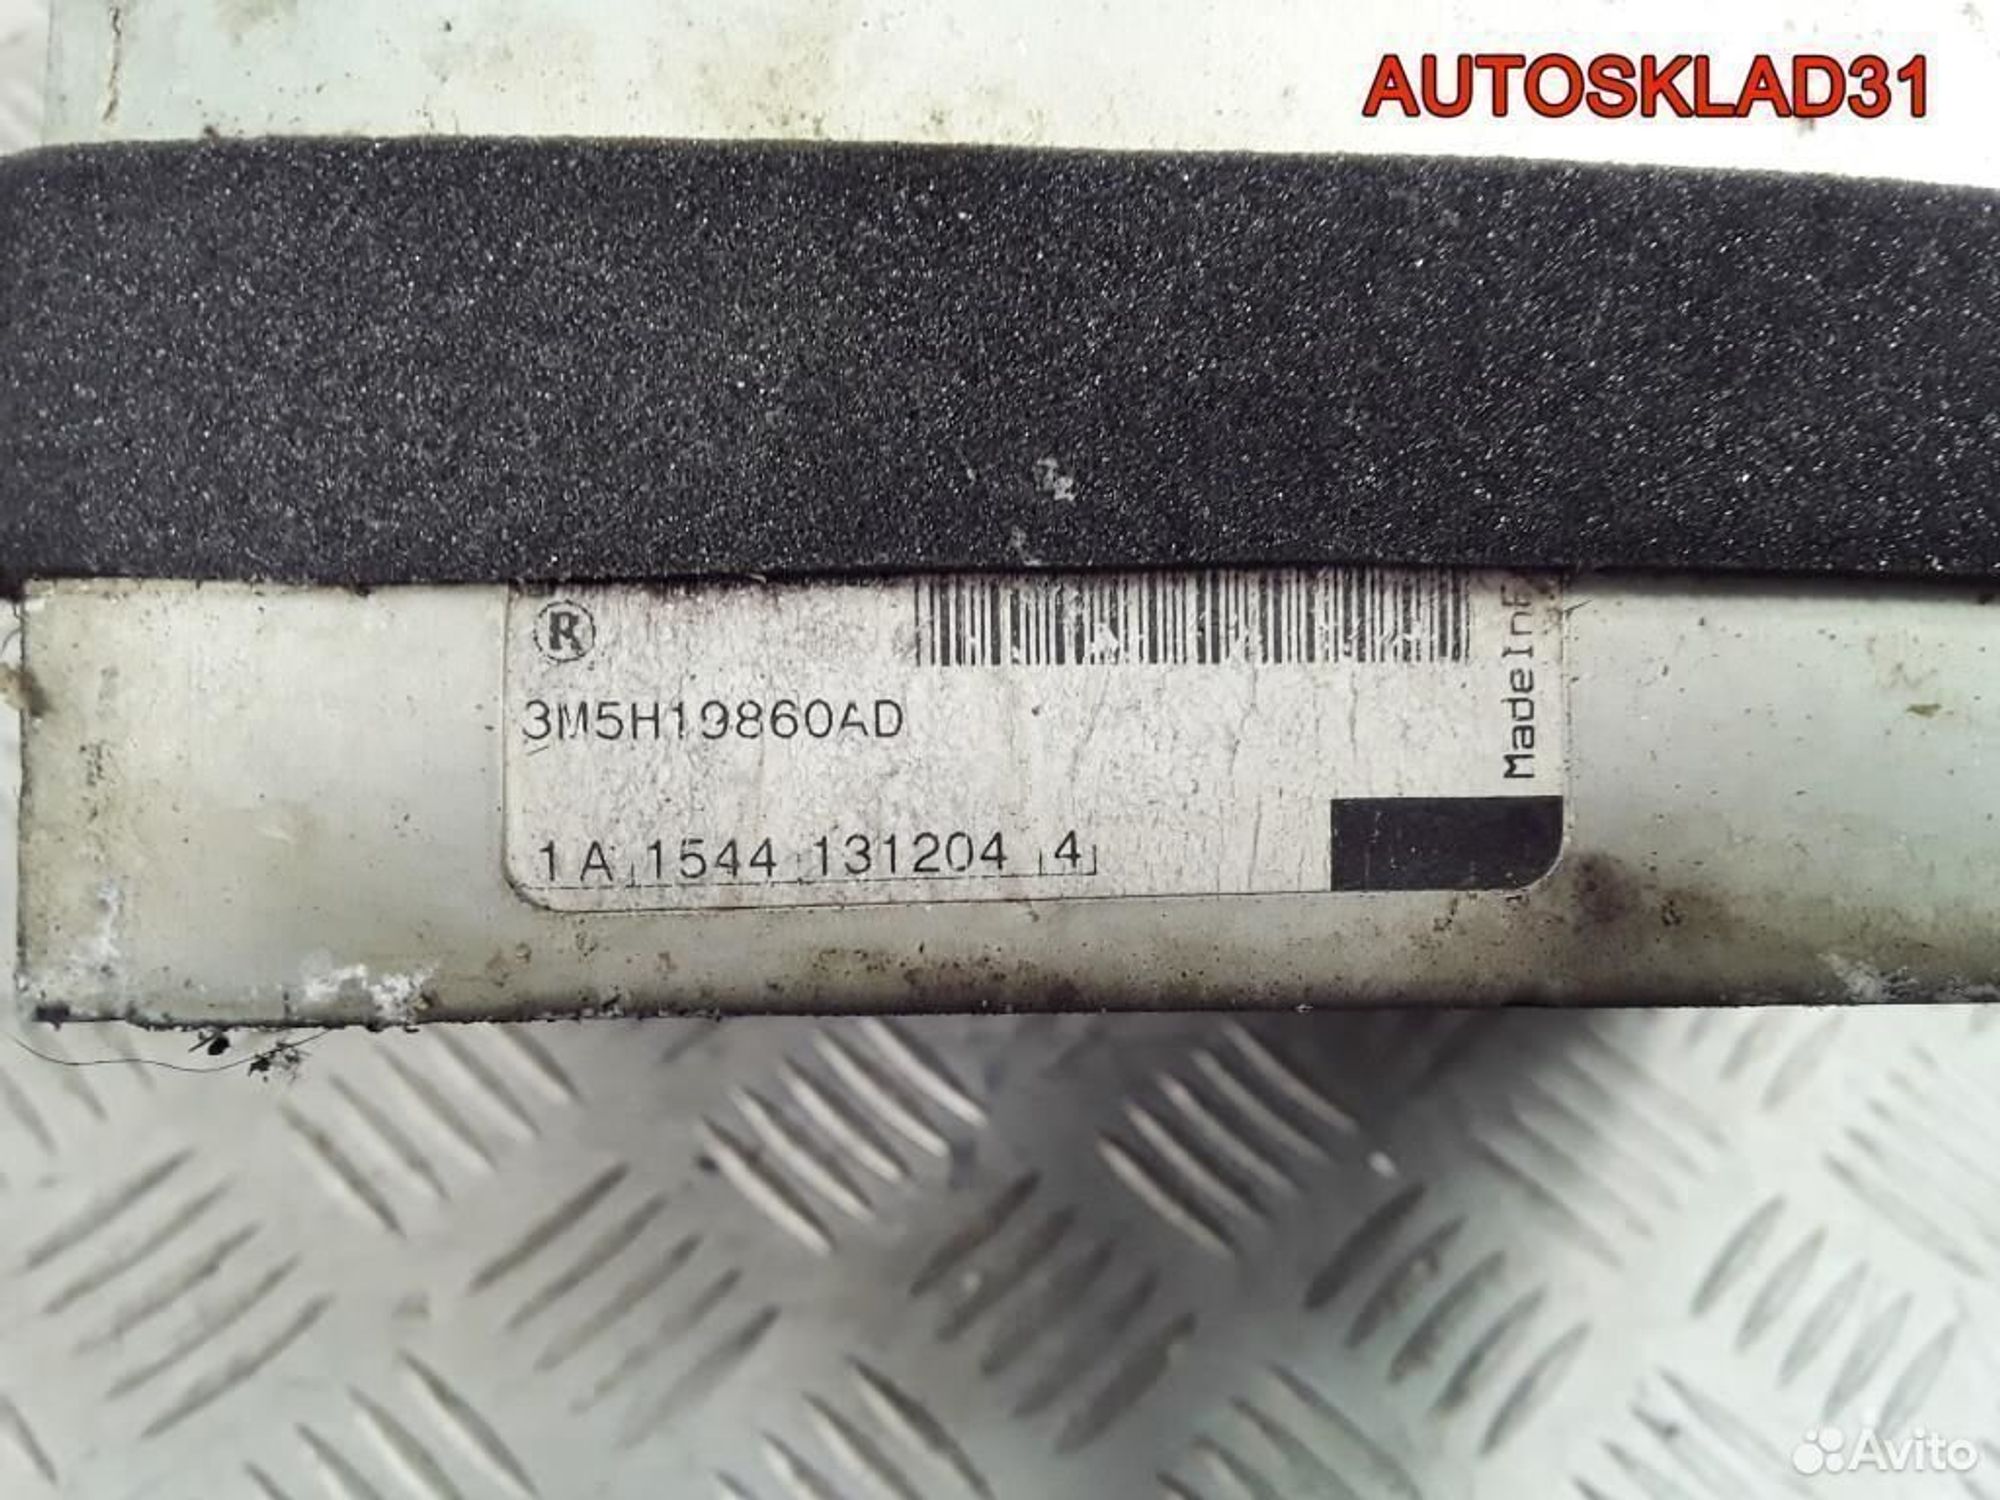 AUTOSKLAD31
®
3M5H19860AD
Made In
1 A 1544 131204 4
Avito